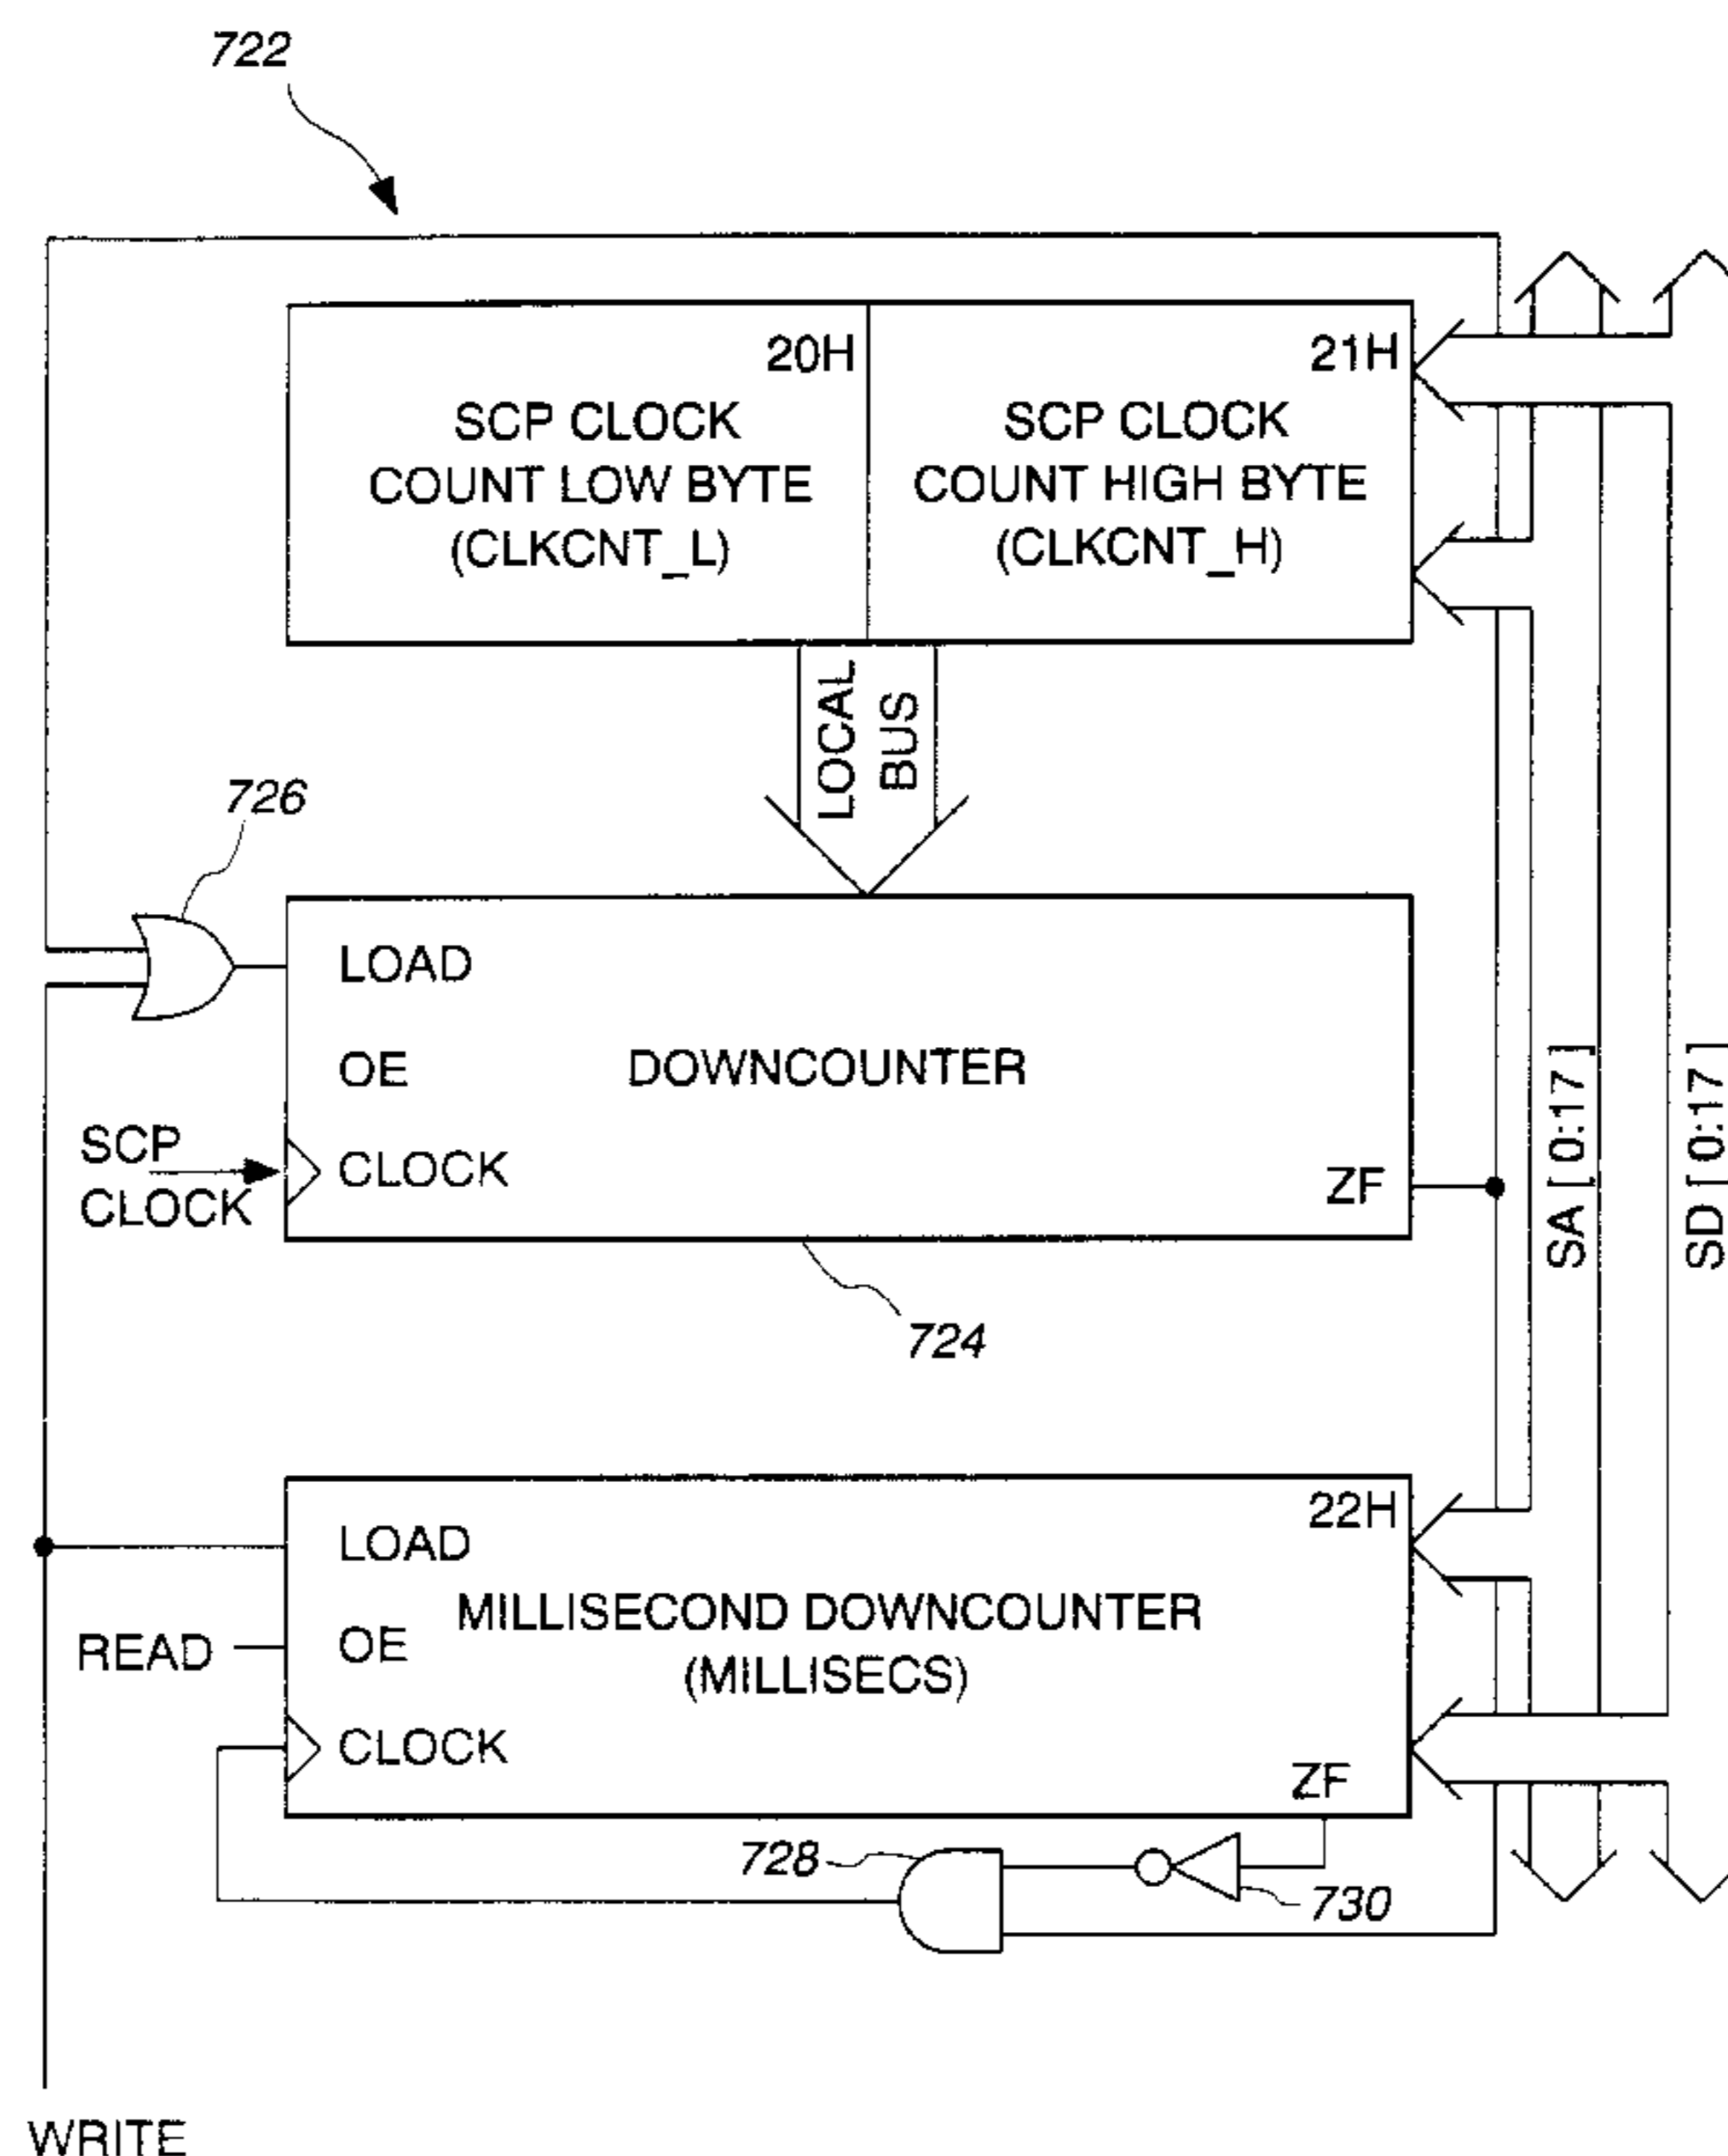 722
20H
SCP CLOCK
COUNT LOW BYTE
(CLKCNT_L)
21H
SCP CLOCK
COUNT HIGH BYTE
(CLKCNT_H)
LOCAL
BUS
726
LOAD
OE
DOWNCOUNTER
SCP
CLOCK
CLOCK
ZF
724
SA [ 0:17]
SD [ 0:17]
22H
LOAD
MILLISECOND DOWNCOUNTER
(MILLISECS)
READ
OE
CLOCK
ZF
728
730
WRITE